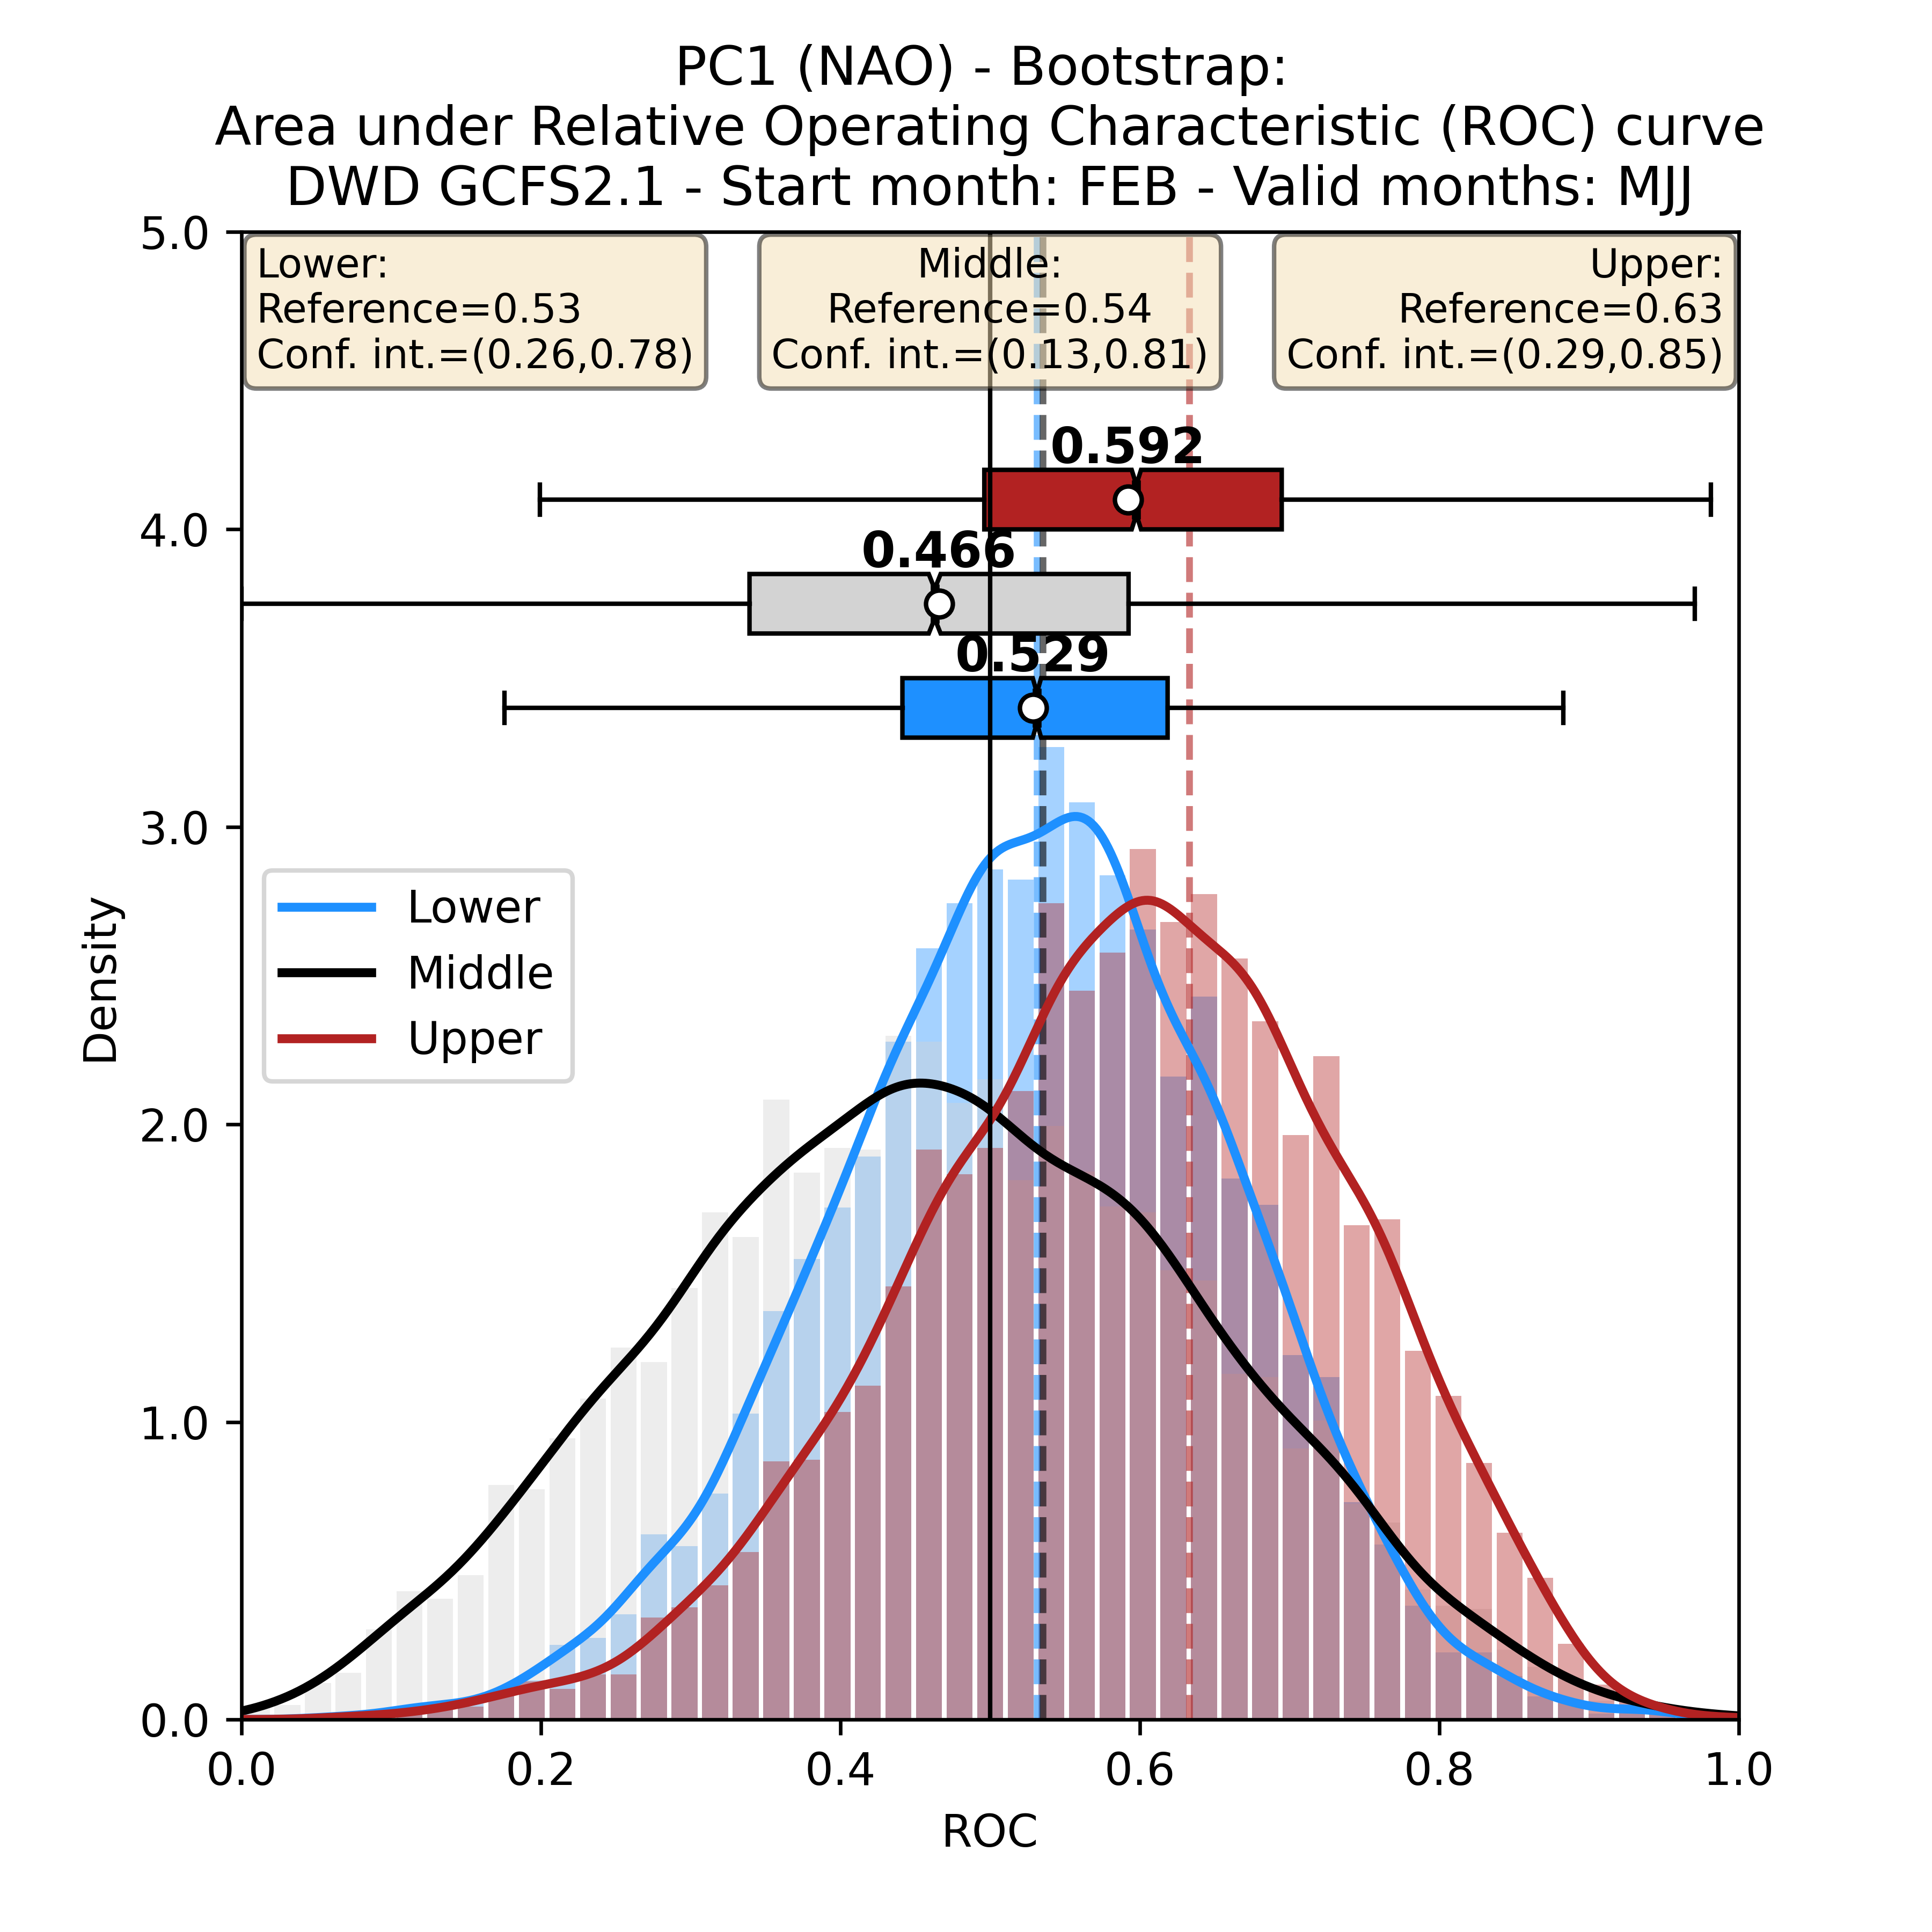 PC1 (NAO) - Bootstrap:
Area under Relative Operating Characteristic (ROC) curve
DWD GCFS2.1 - Start month: FEB - Valid months: MJJ
Lower:
Reference=0.53
Conf. int.=(0.26,0.78)
Middle:
Reference=0.54
Conf. int.=(0.13,0.81)
Upper:
Reference=0.63
Conf. int.=(0.29,0.85)
0.592
0.466
0.529
5.0
4.0
3.0
2.0
1.0
0.0
Density
Lower
Middle
Upper
0.0
0.2
0.4
0.6
0.8
1.0
ROC